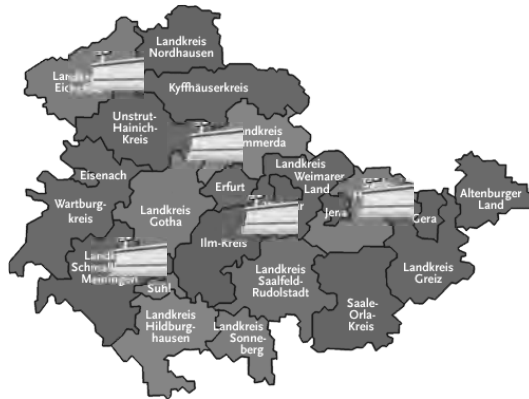 Landkreis
Nordhausen
Kyffhäuserkreis
Unstrut-
Hainich-
Kreis
Eisenach
Wartburg-
kreis
Landkreis
Gotha
Erfurt
Landkreis
Weimarer
Land
Gera
Altenburger
Land
Ilm-Kreis
Suhl
Landkreis
Saalfeld-
Rudolstadt
Landkreis
Greiz
Saale-
Orla-
Kreis
Landkreis
Hildburg-
hausen
Landkreis
Sonne-
berg